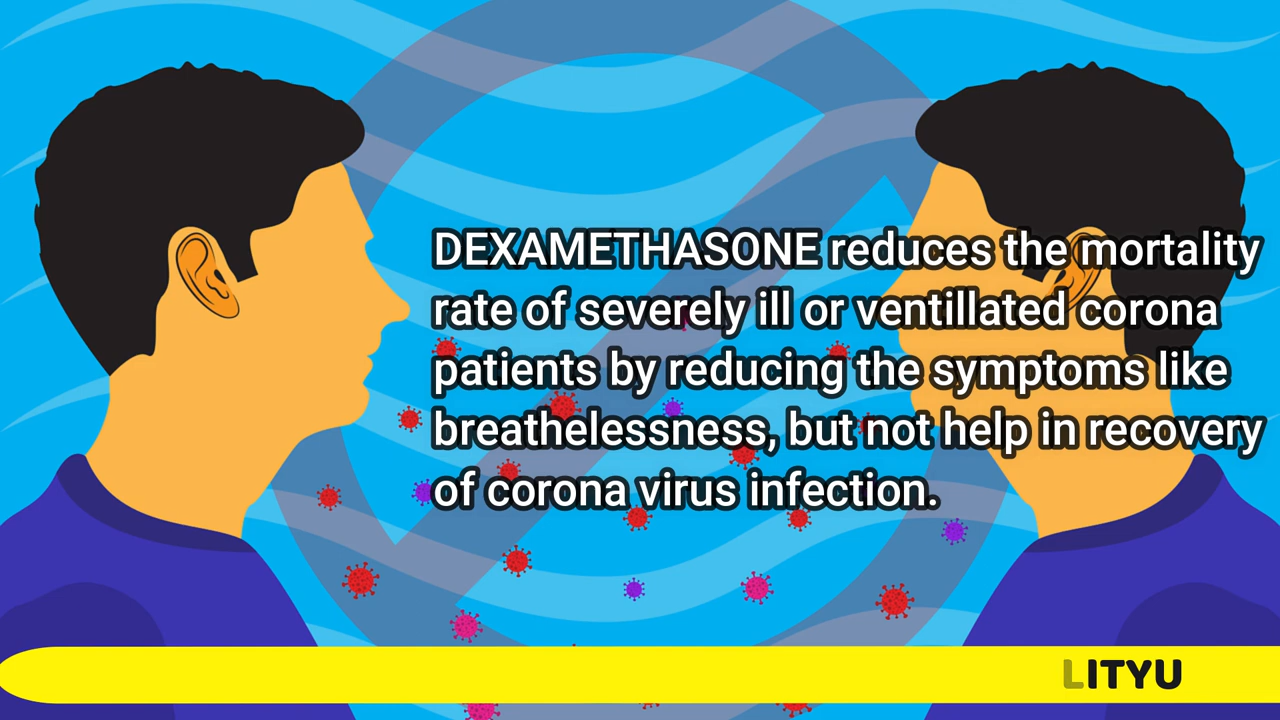 DEXAMETHASONE reduces the mortality
rate of severely ill or ventillated corona
patients by reducing the symptoms like
breathelessness, but not help in recovery
of corona virus infection.
LITYU